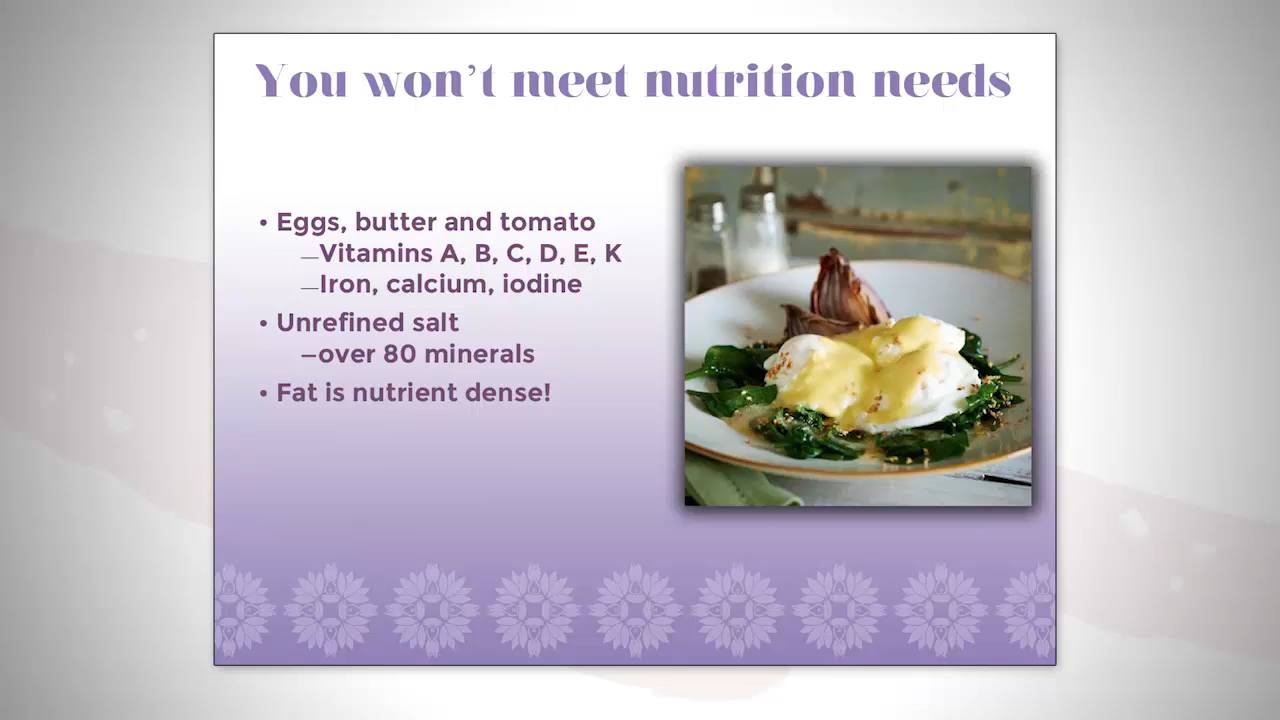 You won’t meet nutrition needs
• Eggs, butter and tomato
—Vitamins A, B, C, D, E, K
—Iron, calcium, iodine
• Unrefined salt
–over 80 minerals
• Fat is nutrient dense!